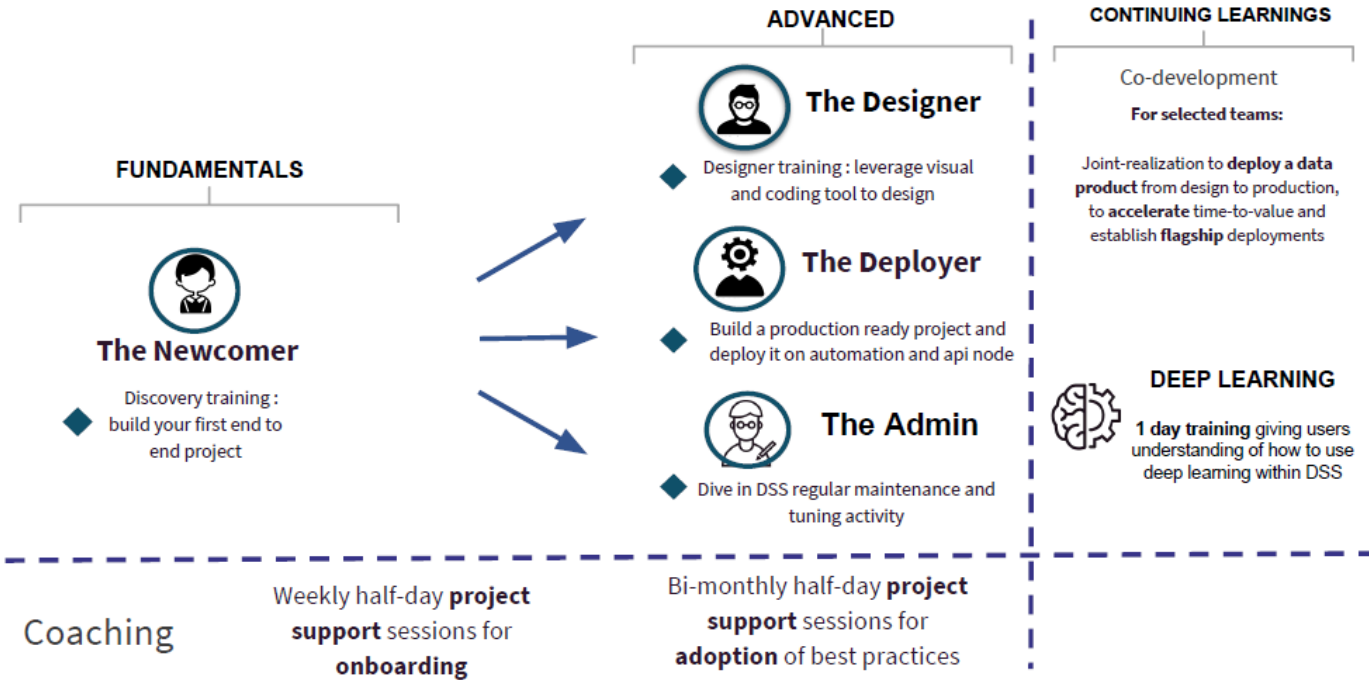 FUNDAMENTALS
The Newcomer
Discovery training :
build your first end to
end project
ADVANCED
The Designer
Designer training : leverage visual
and coding tool to design
The Deployer
Build a production ready project and
deploy it on automation and api node
The Admin
Dive in DSS regular maintenance and
tuning activity
CONTINUING LEARNINGS
Co-development
For selected teams:
Joint-realization to deploy a data
product from design to production,
to accelerate time-to-value and
establish flagship deployments
DEEP LEARNING
1 day training giving users
understanding of how to use
deep learning within DSS
Coaching
Weekly half-day project
support sessions for
onboarding
Bi-monthly half-day project
support sessions for
adoption of best practices